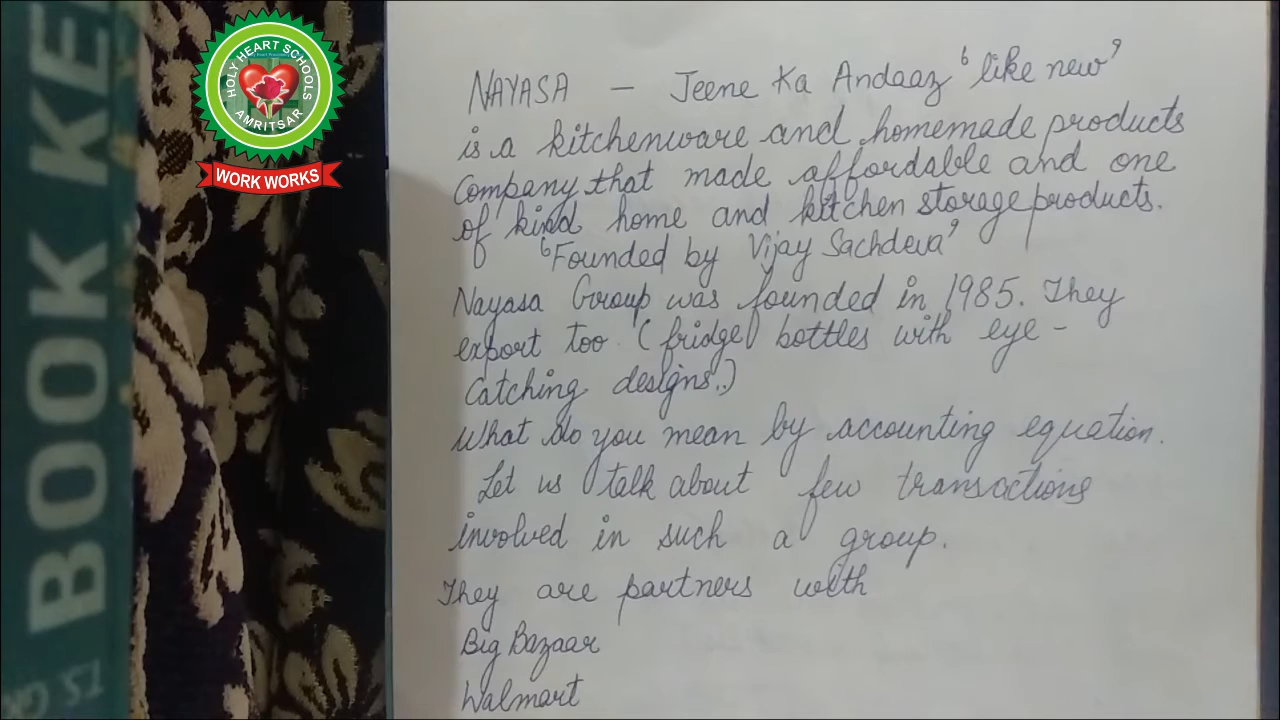 BOOK KE
HOLY HEART SCHOOLS
AMRITSAR
WORK WORKS
NAYASA — Jeene Ka Andaaz 'like new'
is a kitchenware and homemade products
Company that made affordable and one
of kind home and kitchen storage products.
'Founded by Vijay Sachdeva'
Nayasa Group was founded in 1985. They
export too. (fridge bottles with eye-
Catching designs..)
What do you mean by accounting equation.
Let us talk about few transactions
involved in such a group.
They are partners with
Big Bazaar
Walmart